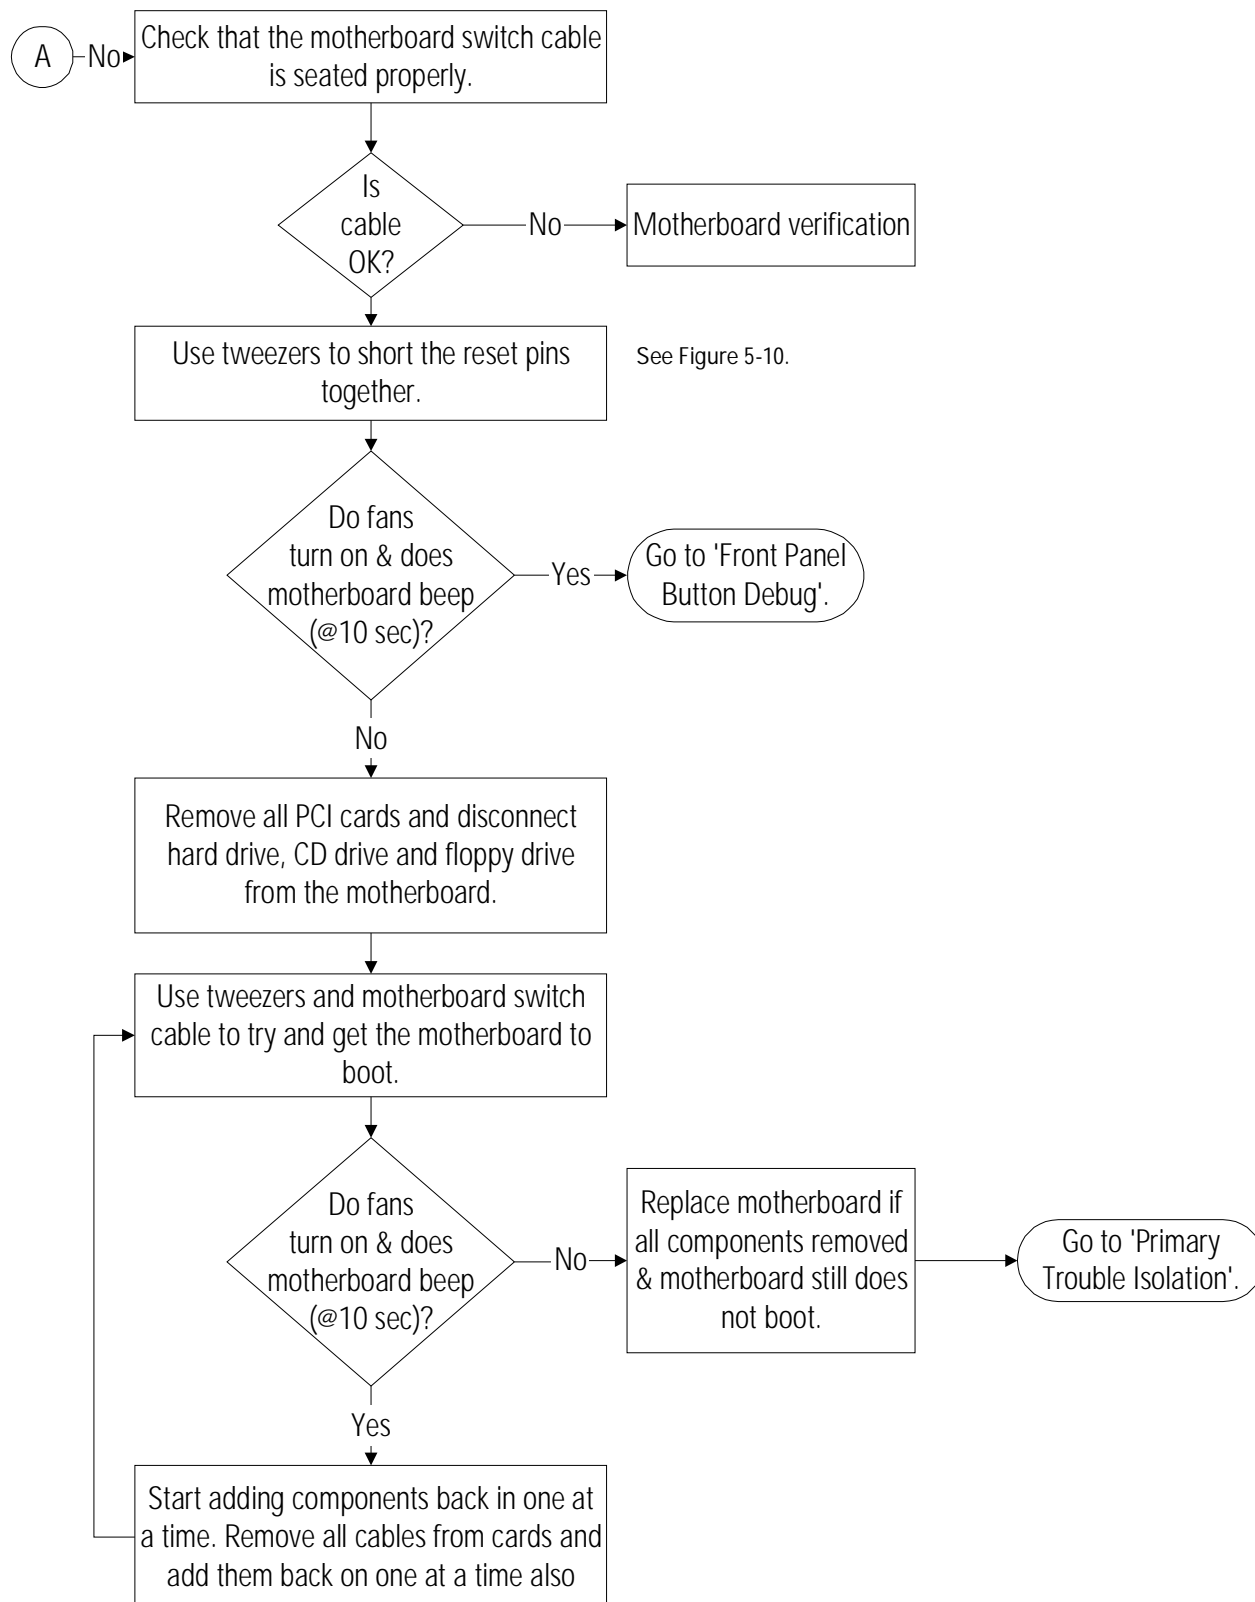 A
No
Check that the motherboard switch cable
is seated properly.
Is
cable
OK?
No
Motherboard verification
Use tweezers to short the reset pins
together.
See Figure 5-10.
Do fans
turn on & does
motherboard beep
(@10 sec)?
Yes
Go to 'Front Panel
Button Debug'.
No
Remove all PCI cards and disconnect
hard drive, CD drive and floppy drive
from the motherboard.
Use tweezers and motherboard switch
cable to try and get the motherboard to
boot.
Do fans
turn on & does
motherboard beep
(@10 sec)?
No
Replace motherboard if
all components removed
& motherboard still does
not boot.
Go to 'Primary
Trouble Isolation'.
Yes
Start adding components back in one at
a time. Remove all cables from cards and
add them back on one at a time also